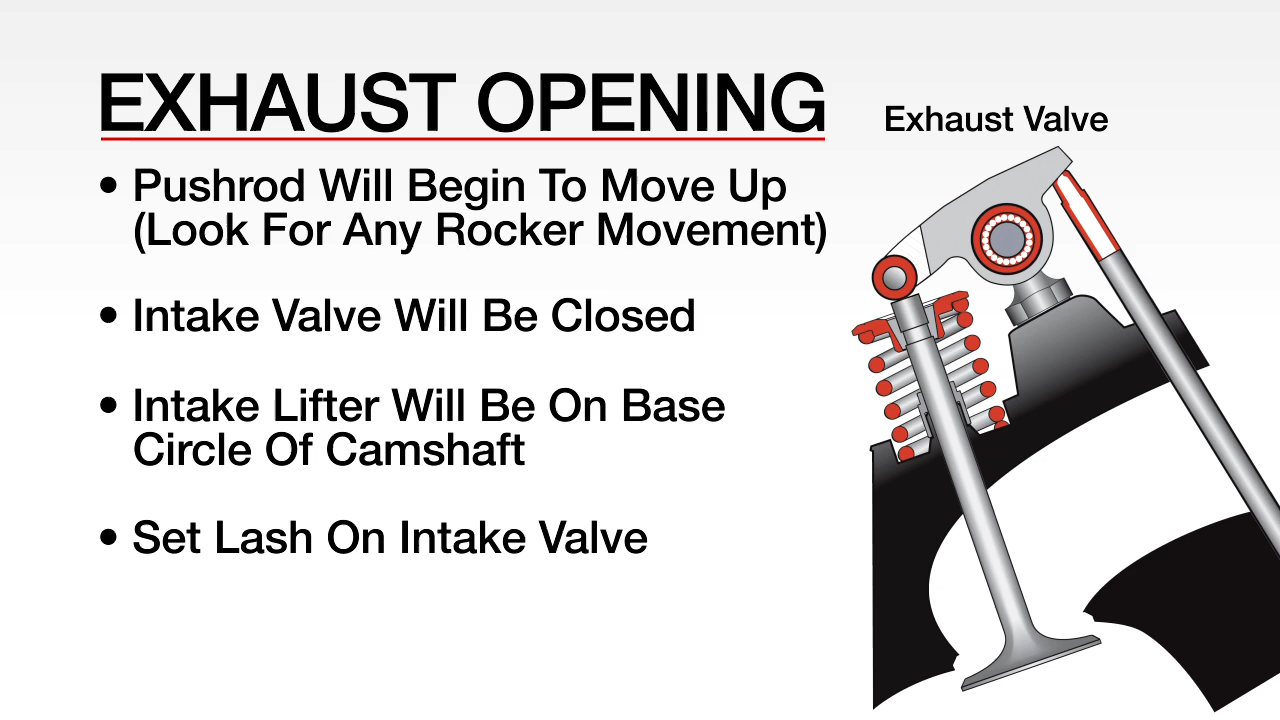 EXHAUST OPENING
Exhaust Valve
• Pushrod Will Begin To Move Up
(Look For Any Rocker Movement)
• Intake Valve Will Be Closed
• Intake Lifter Will Be On Base
Circle Of Camshaft
• Set Lash On Intake Valve